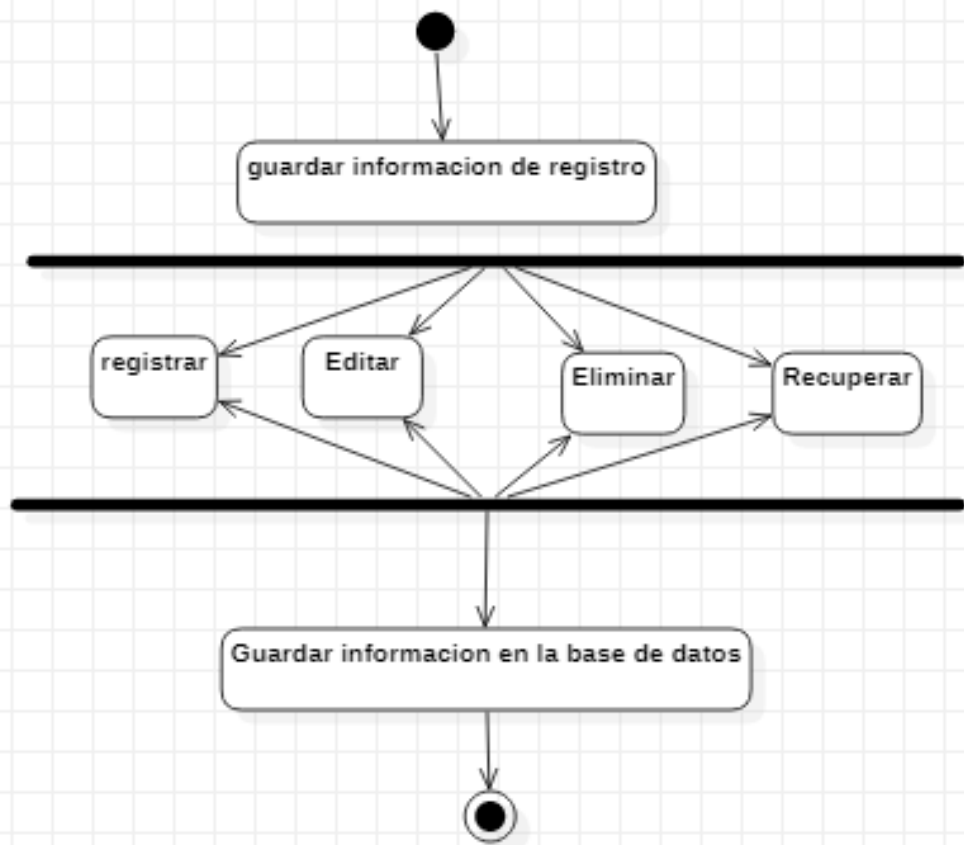 guardar informacion de registro
registrar
Editar
Eliminar
Recuperar
Guardar informacion en la base de datos